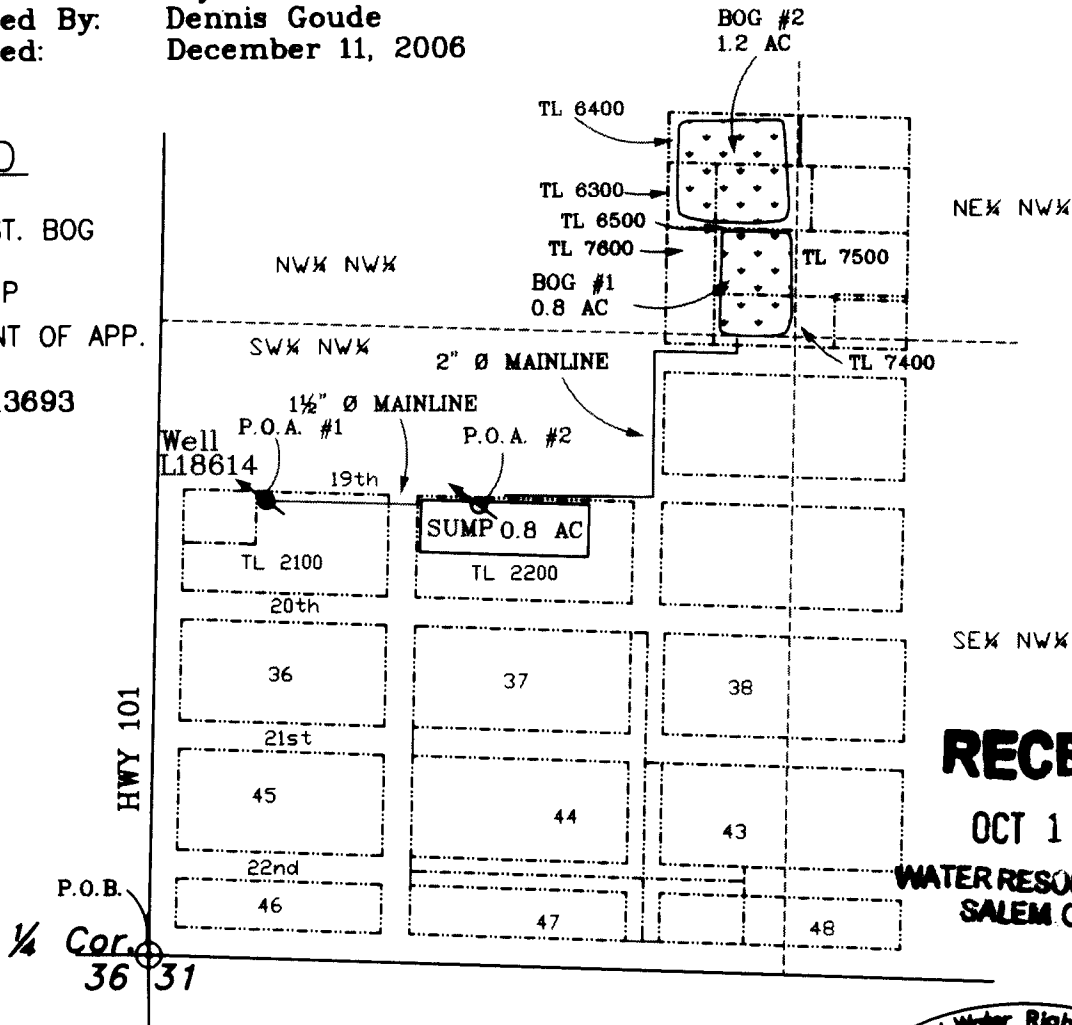 ed By: Dennis Goude
ed: December 11, 2006
BOG #2
1.2 AC
TL 6400
TL 6300
TL 6500
TL 7600
NE¼ NW¼
ST. BOG
NW¼ NW¼
TL 7500
BOG #1
0.8 AC
P
NT OF APP.
SW¼ NW¼
2" Ø MAINLINE
TL 7400
3693
1½" Ø MAINLINE
Well
L18614
P.O.A. #1
P.O.A. #2
19th
SUMP 0.8 AC
TL 2100
TL 2200
20th
SE¼ NW¼
36
37
38
HWY 101
21st
45
44
43
OCT 1
22nd
P.O.B.
46
47
48
SALEM
¼ Cor.
36 31
Water